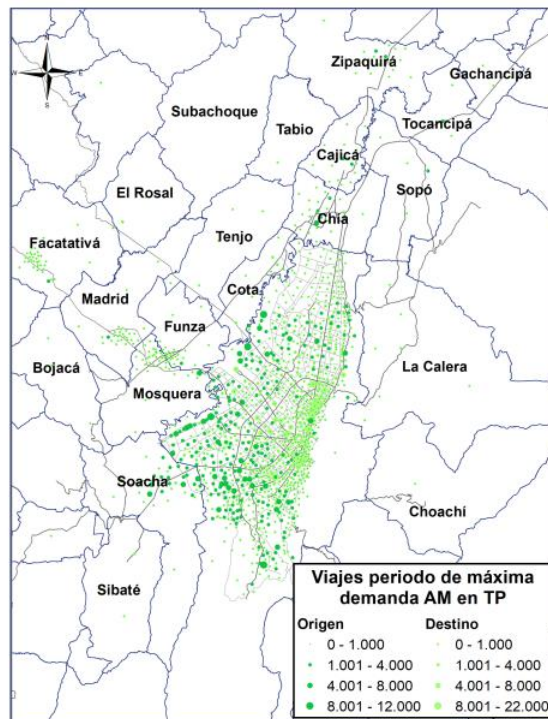 N
W E
S
Zipaquirá
Gachancipá
Subachoque
Tabio
Tocancipá
Cajicá
El Rosal
Sopó
Chía
Facatativá
Tenjo
Madrid
Cota
Funza
Bojacá
La Calera
Mosquera
Soacha
Choachí
Sibaté
Viajes periodo de máxima
demanda AM en TP
Origen Destino
0 - 1.000 0 - 1.000
1.001 - 4.000 1.001 - 4.000
4.001 - 8.000 4.001 - 8.000
8.001 - 12.000 8.001 - 22.000